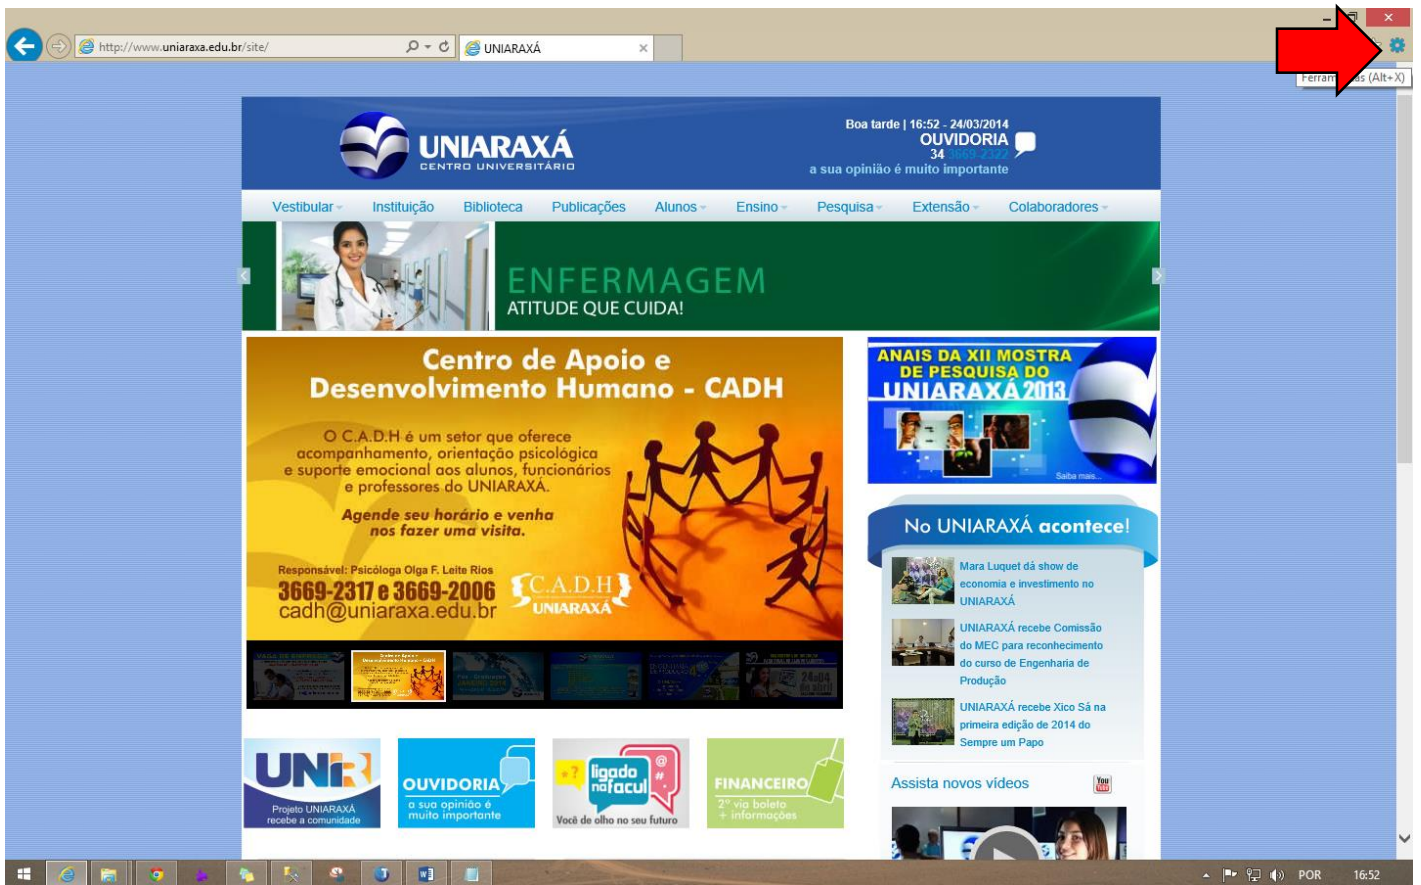 http://www.uniaraxa.edu.br/site/
UNIARAXÁ
(Alt+X)
UNIARAXÁ
CENTRO UNIVERSITÁRIO
Boa tarde | 16:52 - 24/03/2014
OUVIDORIA
34 3669-2322
a sua opinião é muito importante
Vestibular Instituição Biblioteca Publicações Alunos Ensino Pesquisa Extensão Colaboradores
ENFERMAGEM
ATITUDE QUE CUIDA!
Centro de Apoio e
Desenvolvimento Humano - CADH
O C.A.D.H é um setor que oferece
acompanhamento, orientação psicológica
e suporte emocional aos alunos, funcionários
e professores do UNIARAXÁ.
Agende seu horário e venha
nos fazer uma visita.
Responsável: Psicóloga Olga F. Leite Rios
3669-2317 e 3669-2006
cadh@uniaraxa.edu.br
C.A.D.H
UNIARAXÁ
ANAIS DA XII MOSTRA
DE PESQUISA DO
UNIARAXÁ 2013
Saiba mais...
No UNIARAXÁ acontece!
Mara Luquet dá show de
economia e investimento no
UNIARAXÁ
UNIARAXÁ recebe Comissão
do MEC para reconhecimento
do curso de Engenharia de
Produção
UNIARAXÁ recebe Xico Sá na
primeira edição de 2014 do
Sempre um Papo
Assista novos vídeos
You
Tube
UNIR
Projeto UNIARAXÁ
recebe a comunidade
OUVIDORIA
a sua opinião é
muito importante
ligado
na facul
Você de olho no seu futuro
FINANCEIRO
2º via boleto
+ informações
POR 16:52